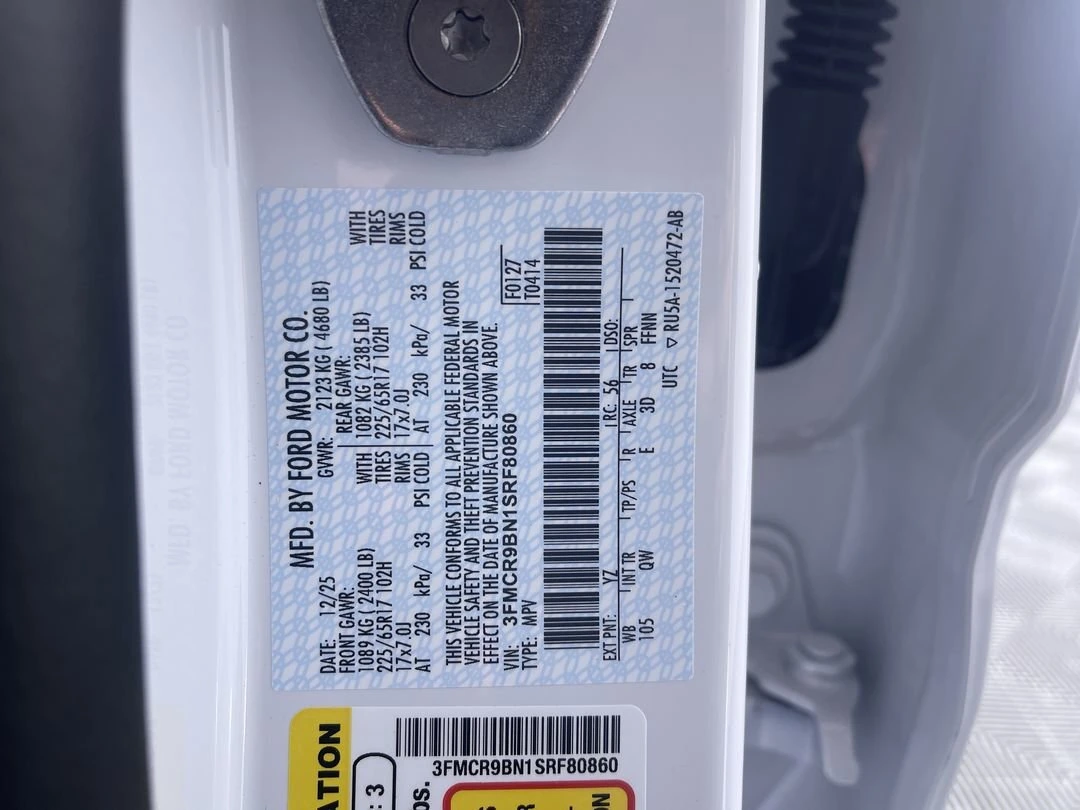 MFD. BY FORD MOTOR CO.
DATE: 12/25
GVWR: 2123 KG ( 4680 LB)
FRONT GAWR:
REAR GAWR:
1089 KG ( 2400 LB)
WITH
1082 KG ( 2385 LB)
WITH
225/65R17 102H
TIRES
225/65R17 102H
TIRES
17x7.0J
RIMS
17x7.0J
RIMS
AT 230 kPa/ 33 PSI COLD
AT 230 kPa/ 33 PSI COLD
THIS VEHICLE CONFORMS TO ALL APPLICABLE FEDERAL MOTOR
VEHICLE SAFETY AND THEFT PREVENTION STANDARDS IN
EFFECT ON THE DATE OF MANUFACTURE SHOWN ABOVE.
VIN: 3FMCR9BN1SRF80860
TYPE: MPV
F0127
T0414
EXT PNT: YZ RC: 56 DSO:
WB INT TR TP/PS R AXLE TR SPR
105 QW E 3D 8 FFNN
UTC ▽ RU5A-1520472-AB
3FMCR9BN1SRF80860